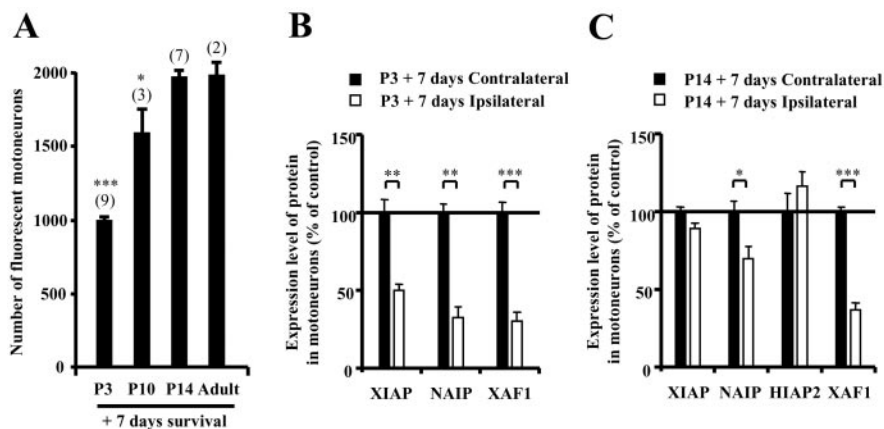 A
Number of fluorescent motoneurons
2000
1500
1000
500
0
***
(9)
*
(3)
(7)
(2)
P3 P10 P14 Adult
+ 7 days survival
B
P3 + 7 days Contralateral
P3 + 7 days Ipsilateral
Expression level of protein
in motoneurons (% of control)
150
100
50
0
** ** ***
XIAP NAIP XAF1
C
P14 + 7 days Contralateral
P14 + 7 days Ipsilateral
Expression level of protein
in motoneurons (% of control)
150
100
50
0
* ***
XIAP NAIP HIAP2 XAF1